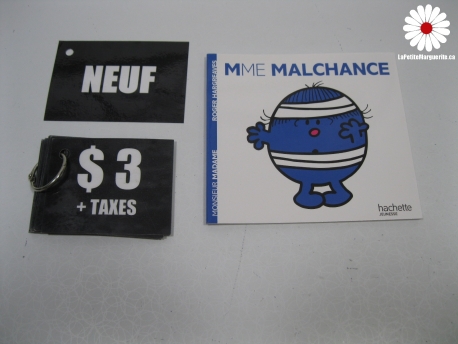 NEUF
$ 3
+ TAXES
MONSIEUR MADAME
ROGER HARGREAVES
MME MALCHANCE
hachette
JEUNESSE
LaPetiteMarguerite.ca